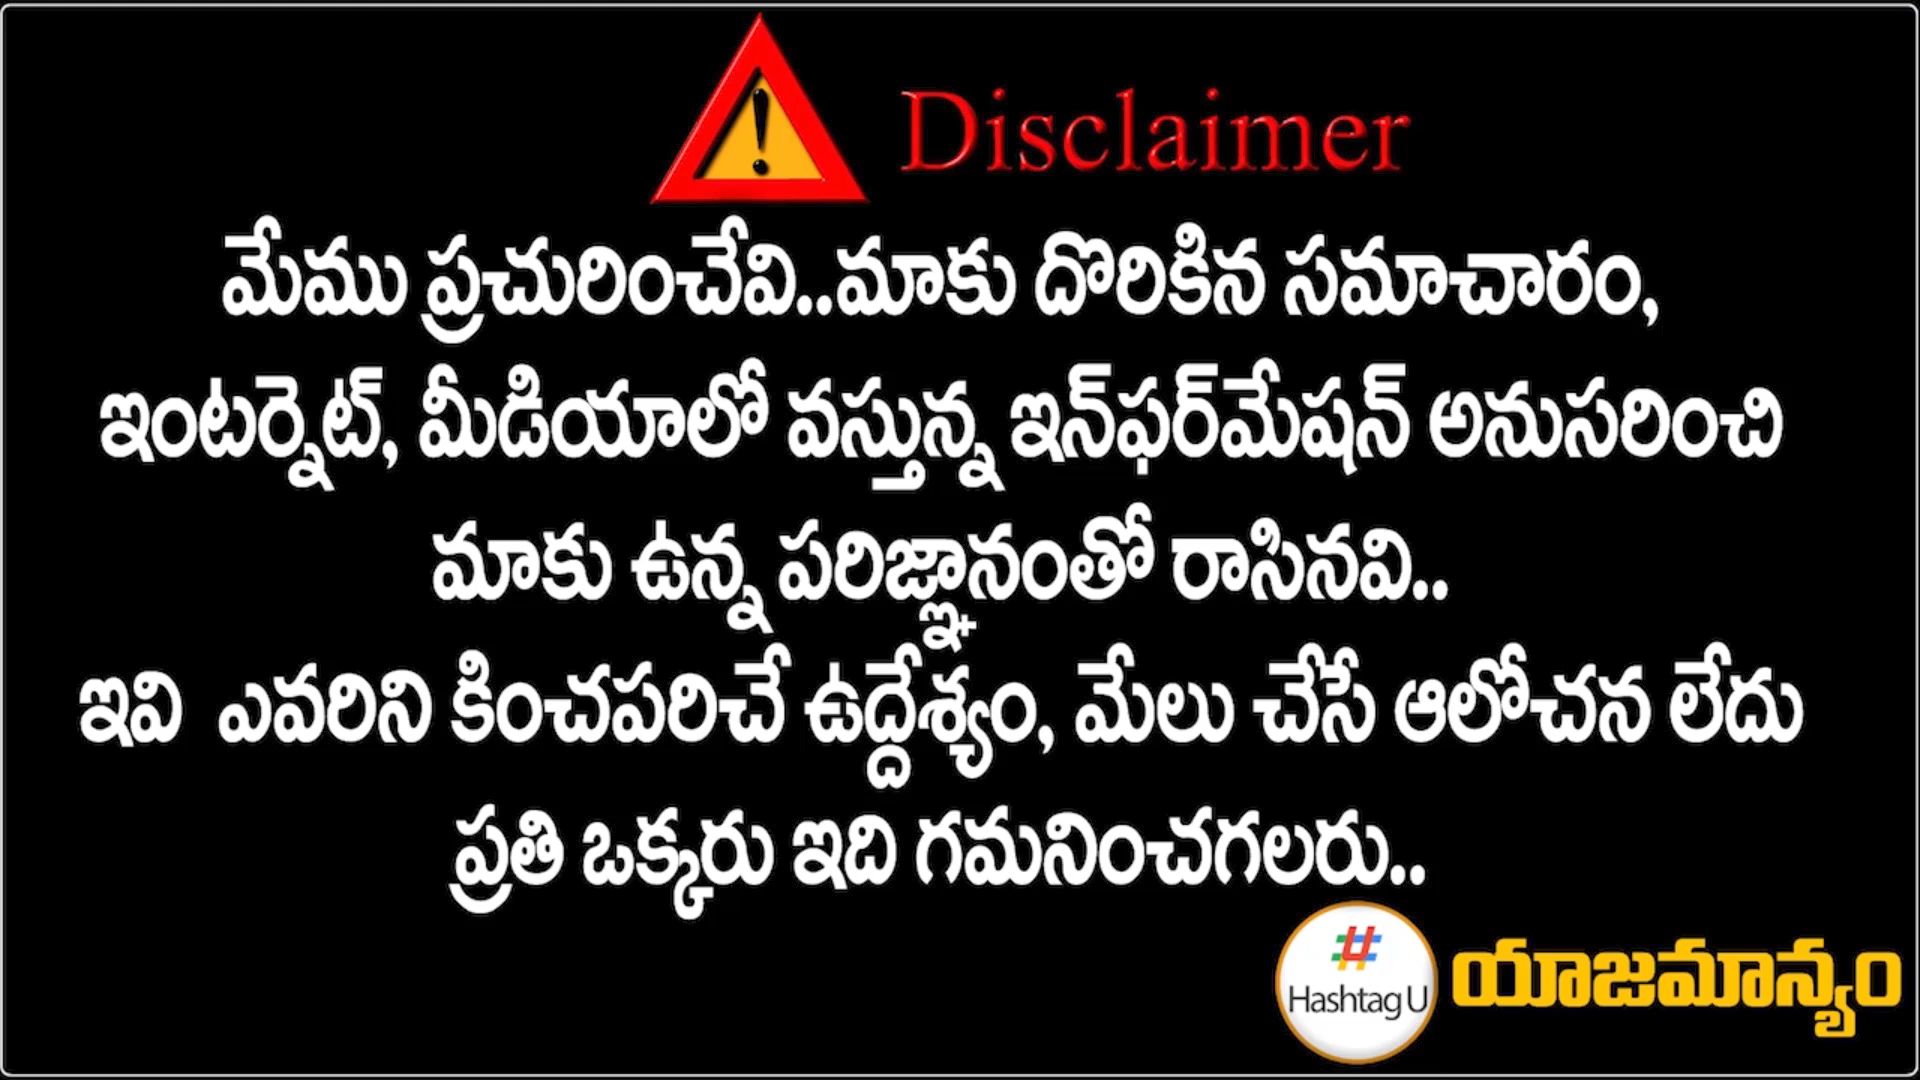 Disclaimer
మేము ప్రచురించేవి..మాకు దొరికిన సమాచారం,
ఇంటర్నెట్, మీడియాలో వస్తున్న ఇన్‌ఫర్‌మేషన్ అనుసరించి
మాకు ఉన్న పరిజ్ఞానంతో రాసినవి..
ఇవి ఎవరిని కించపరిచే ఉద్దేశ్యం, మేలు చేసే ఆలోచన లేదు
ప్రతి ఒక్కరు ఇది గమనించగలరు..
Hashtag U
యాజమాన్యం